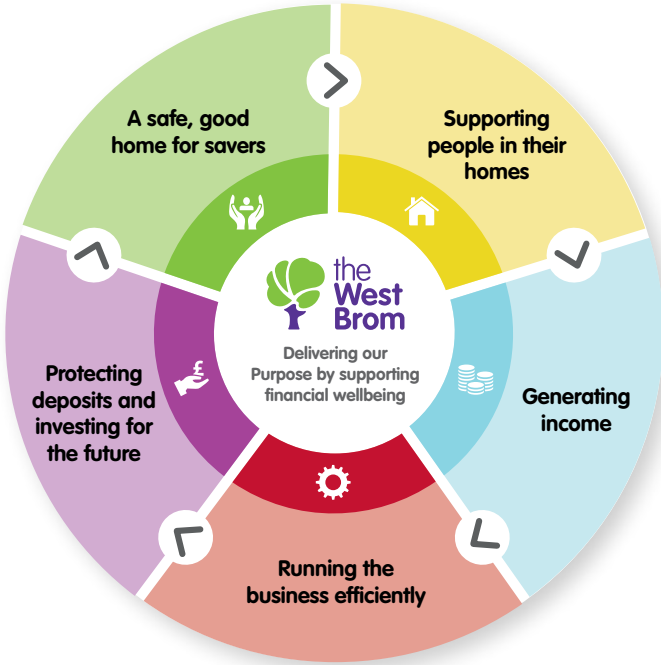 A safe, good
home for savers
Supporting
people in their
homes
the
West
Brom
Delivering our
Purpose by supporting
financial wellbeing
£
Protecting
deposits and
investing for
the future
Generating
income
Running the
business efficiently